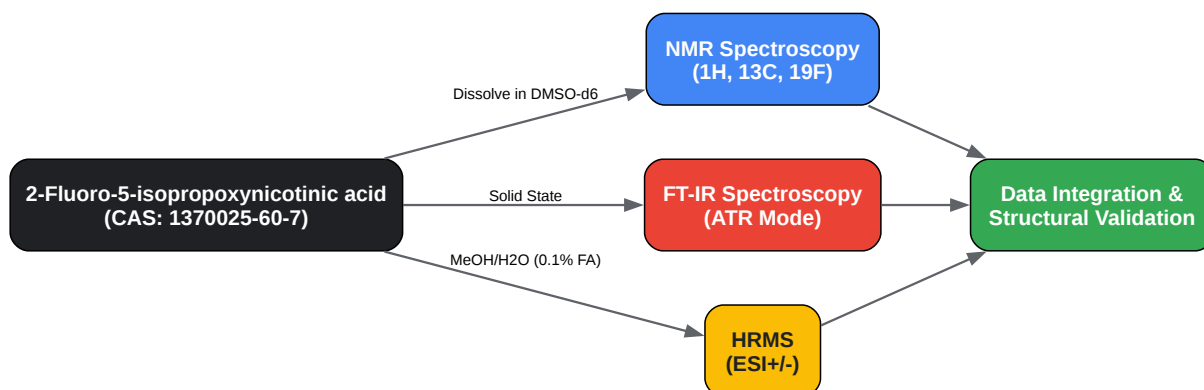 NMR Spectroscopy
(1H, 13C, 19F)
Dissolve in DMSO-d6
2-Fluoro-5-isopropoxynicotinic acid
(CAS: 1370025-60-7)
Solid State
FT-IR Spectroscopy
(ATR Mode)
Data Integration &
Structural Validation
MeOH/H2O (0.1% FA)
HRMS
(ESI+/-)